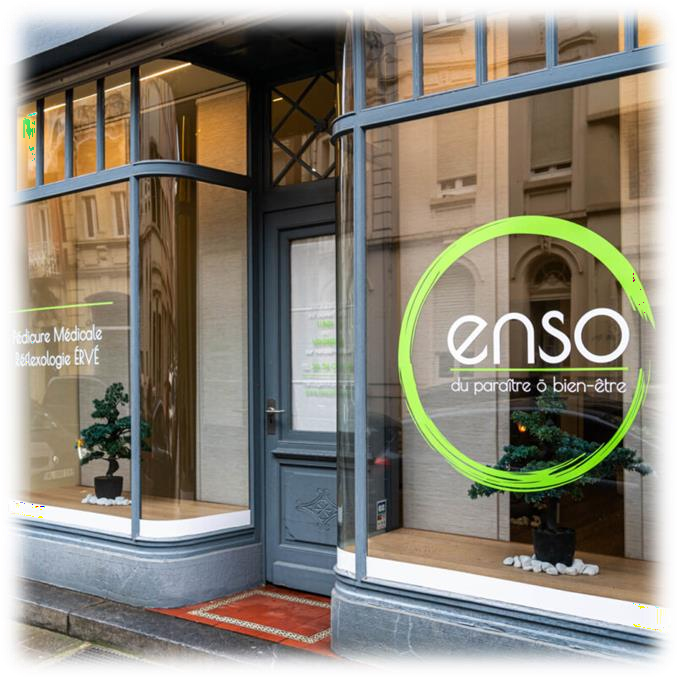 Pédicure Médicale
Réflexologie ÉRVÉ
enso
du paraître ō bien-être